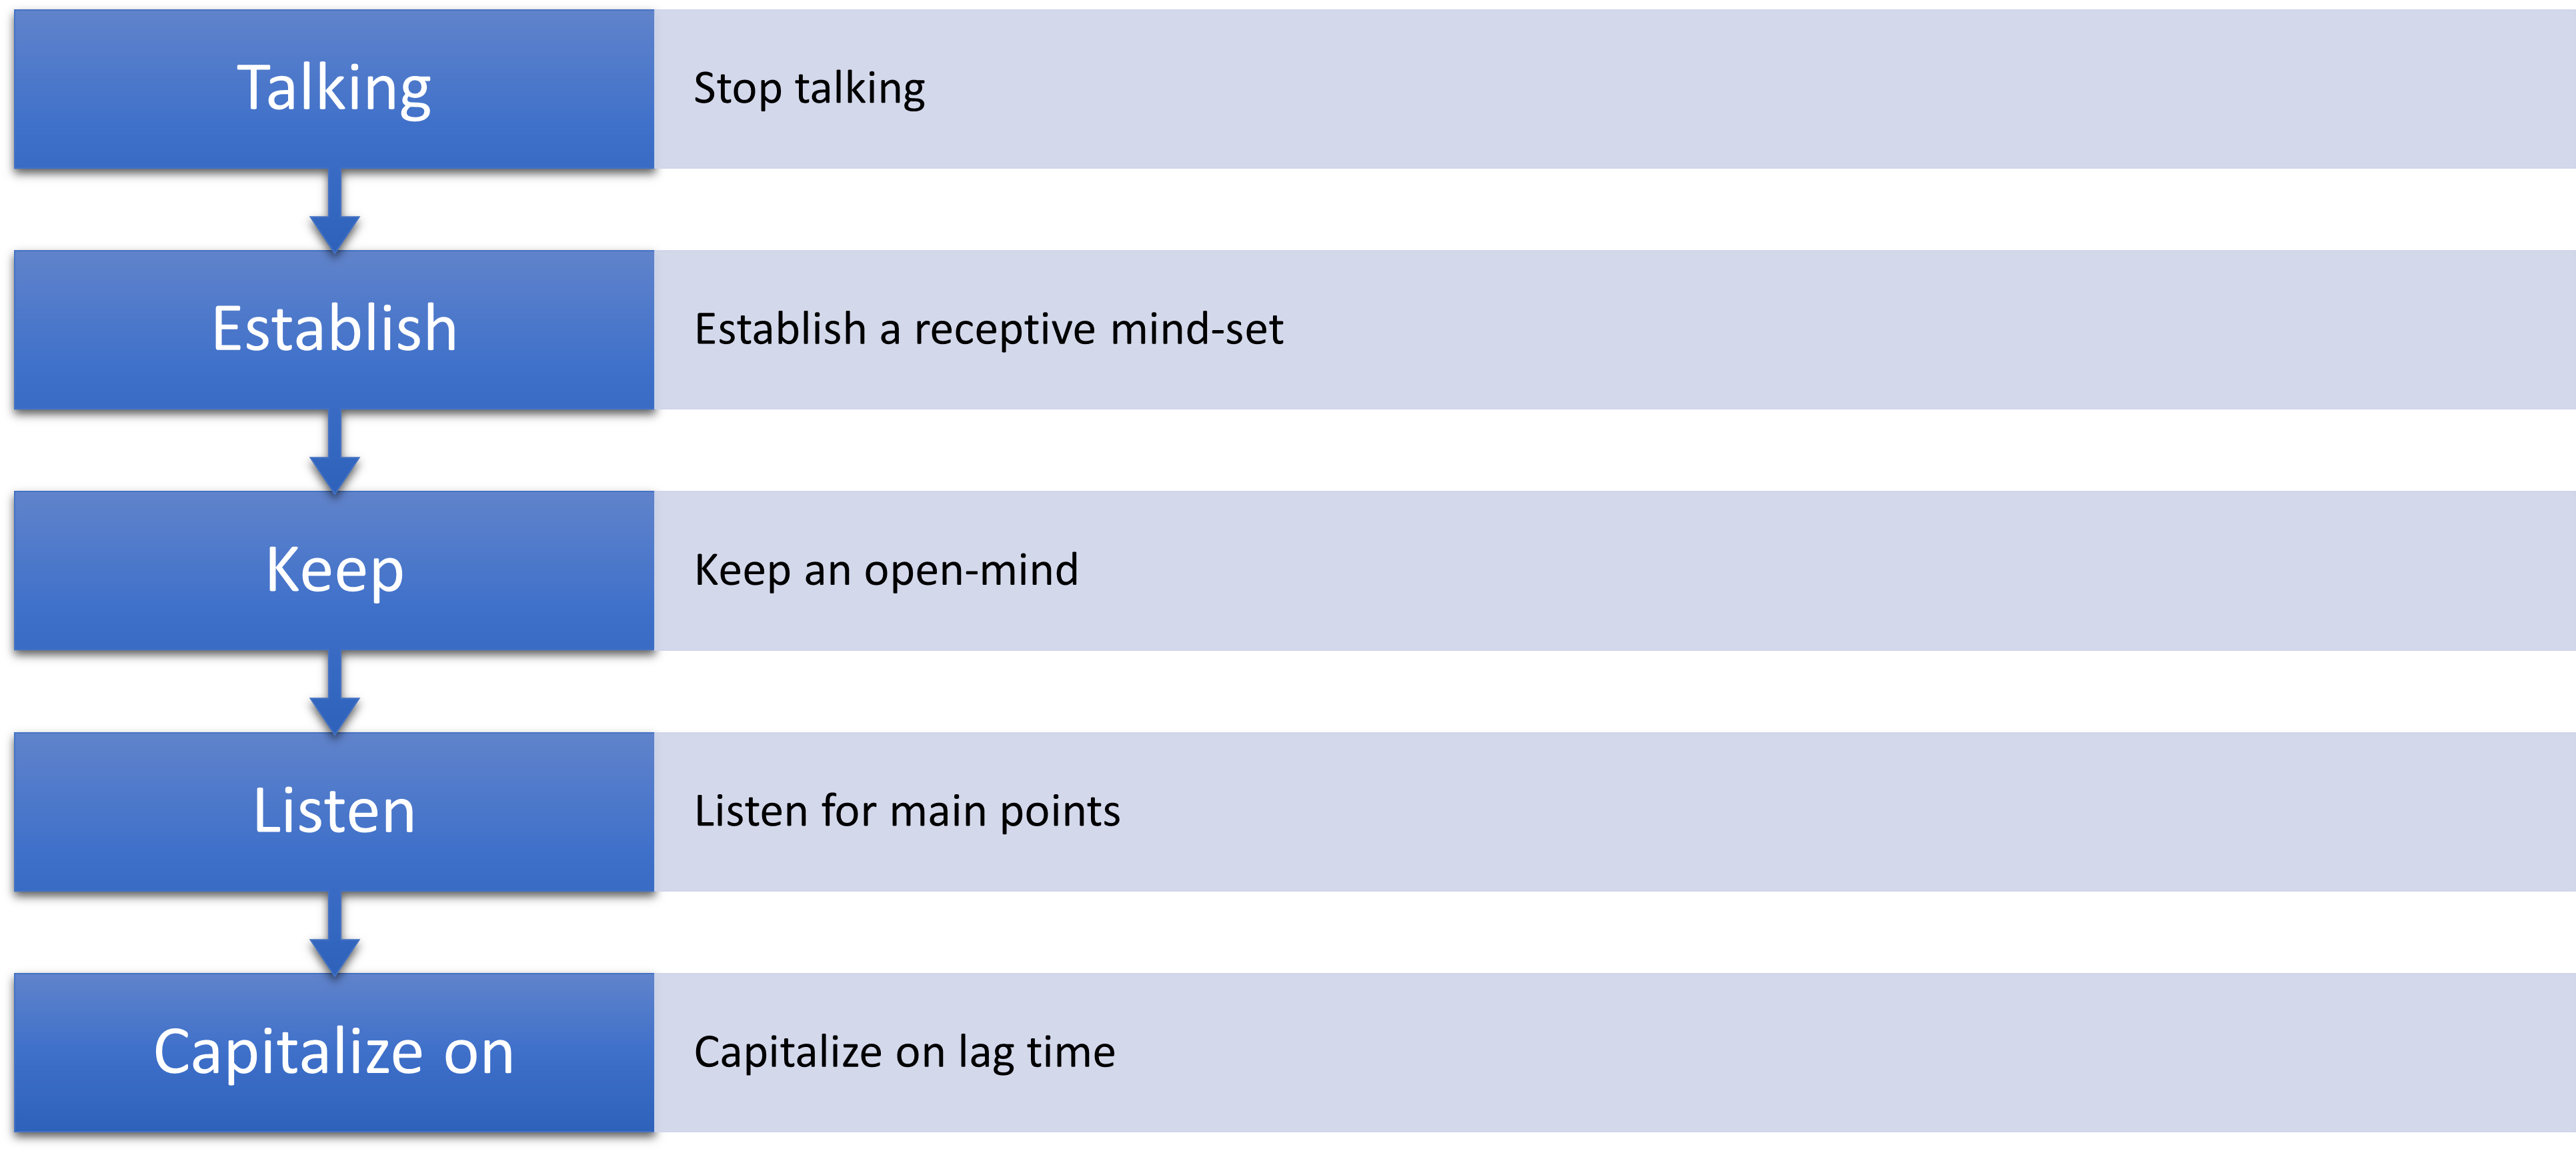 Talking
Stop talking
Establish
Establish a receptive mind-set
Keep
Keep an open-mind
Listen
Listen for main points
Capitalize on
Capitalize on lag time